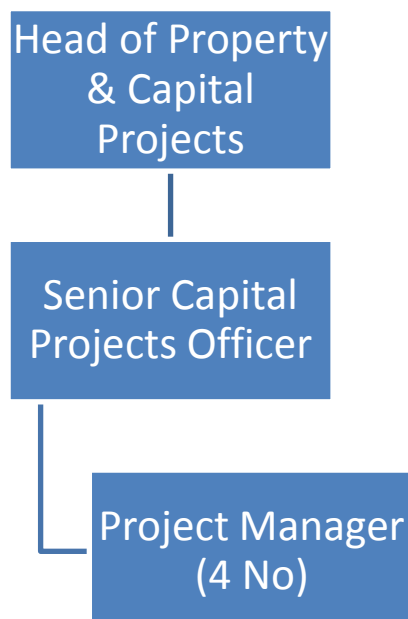 Head of Property
& Capital
Projects
Senior Capital
Projects Officer
Project Manager
(4 No)